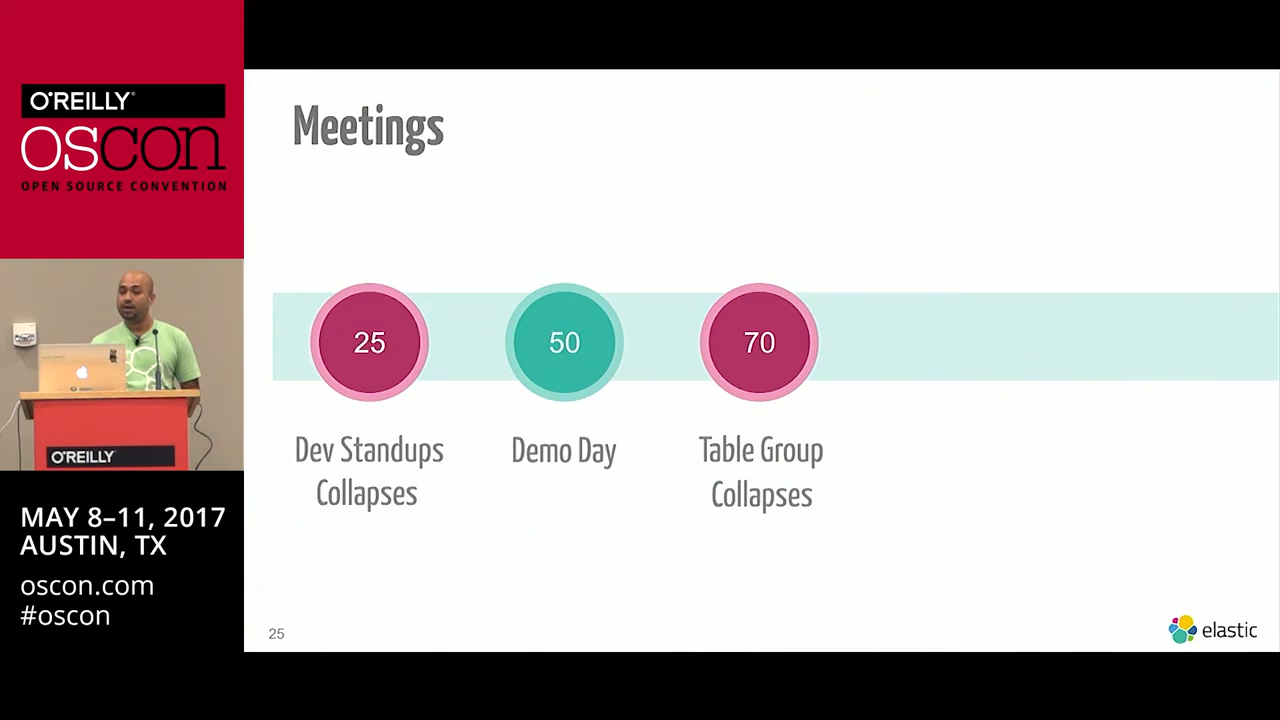 O'REILLY®
OSCON
OPEN SOURCE CONVENTION
O'REILLY
MAY 8–11, 2017
AUSTIN, TX
oscon.com
#oscon
Meetings
25
50
70
Dev Standups
Collapses
Demo Day
Table Group
Collapses
25
elastic